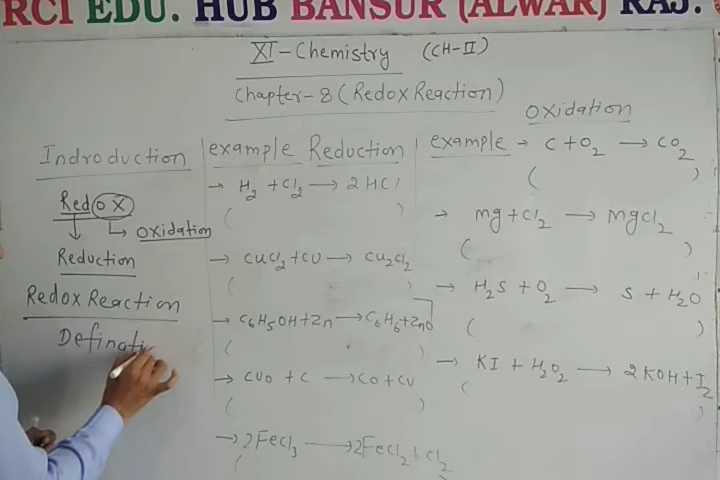 RCI EDU. HUB BANSUR (ALWAR) RAJ.
XI-Chemistry (CH-II)
Chapter-8 (Redox Reaction)
Indroduction
Redox
Oxidation
Reduction
Redox Reaction
Definati
example Reduction
→ H2 + Cl2 → 2HCl
( )
→ CuCl2 + Cu → Cu2Cl2
( )
→ C6H5OH + Zn → C6H6 + ZnO
( )
→ CuO + C → CO + Cu
( )
→ 2FeCl3 → 2FeCl2 + Cl2
(
Oxidation
example → C + O2 → CO2
( )
→ Mg + Cl2 → MgCl2
( )
→ H2S + O2 → S + H2O
( )
→ KI + H2O2 → 2KOH + I2
( )